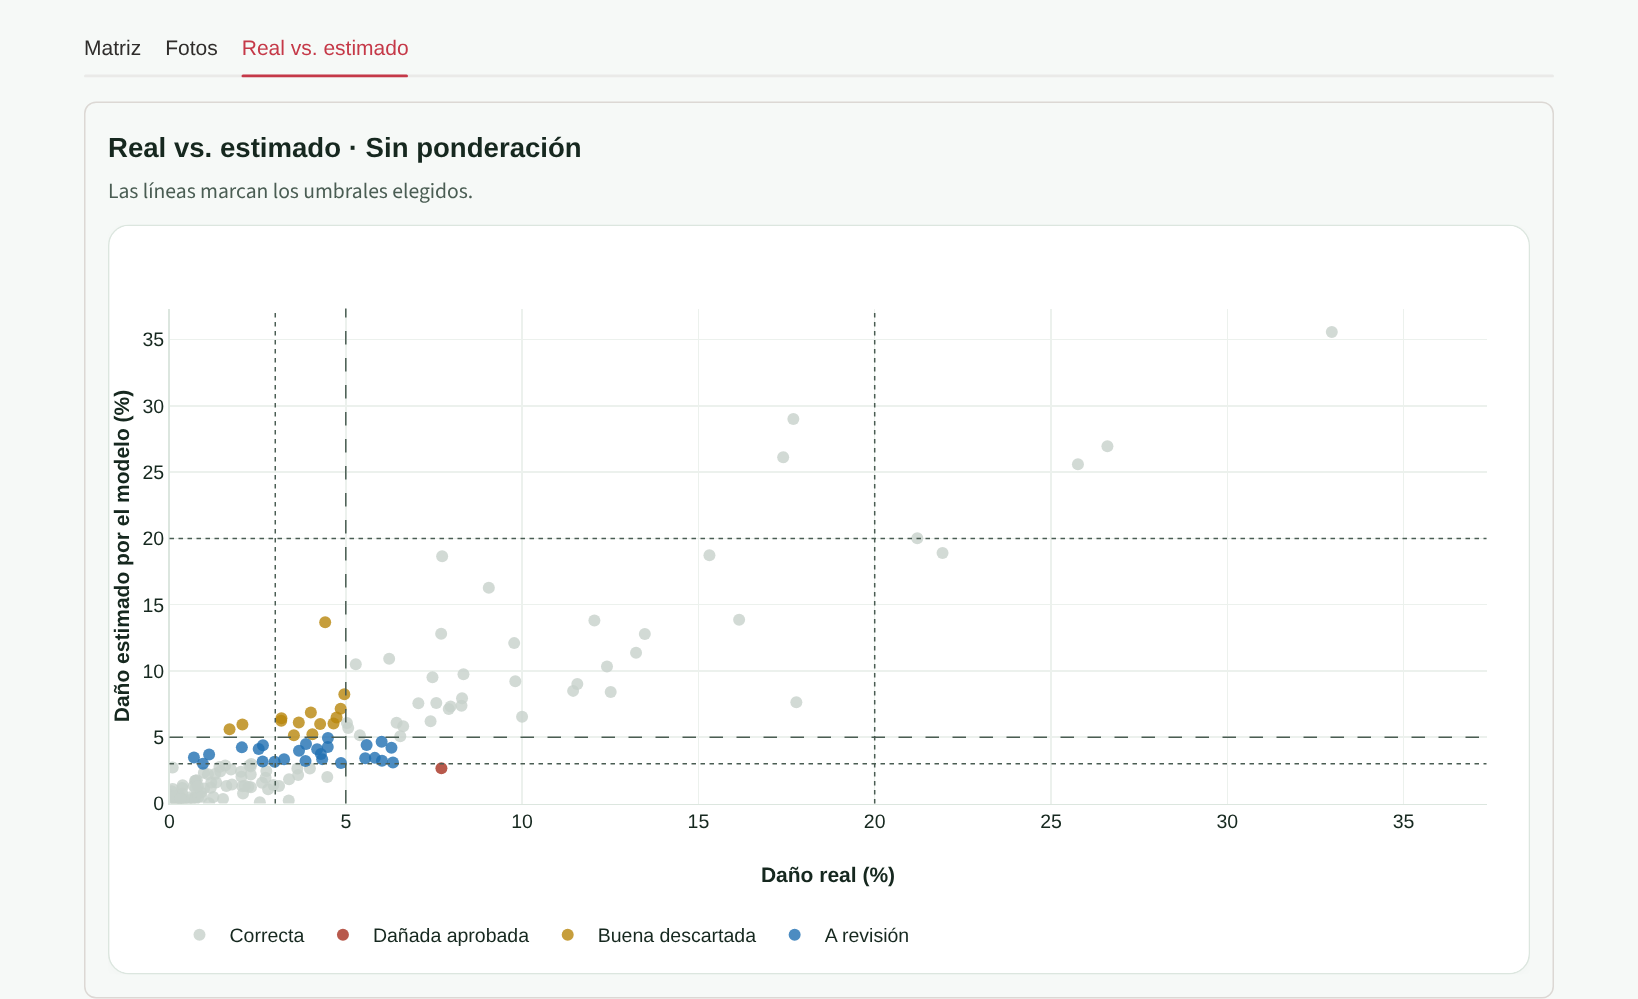 Matriz Fotos Real vs. estimado
Real vs. estimado · Sin ponderación
Las líneas marcan los umbrales elegidos.
Daño estimado por el modelo (%)
35
30
25
20
15
10
5
0
0 5 10 15 20 25 30 35
Daño real (%)
Correcta Dañada aprobada Buena descartada A revisión